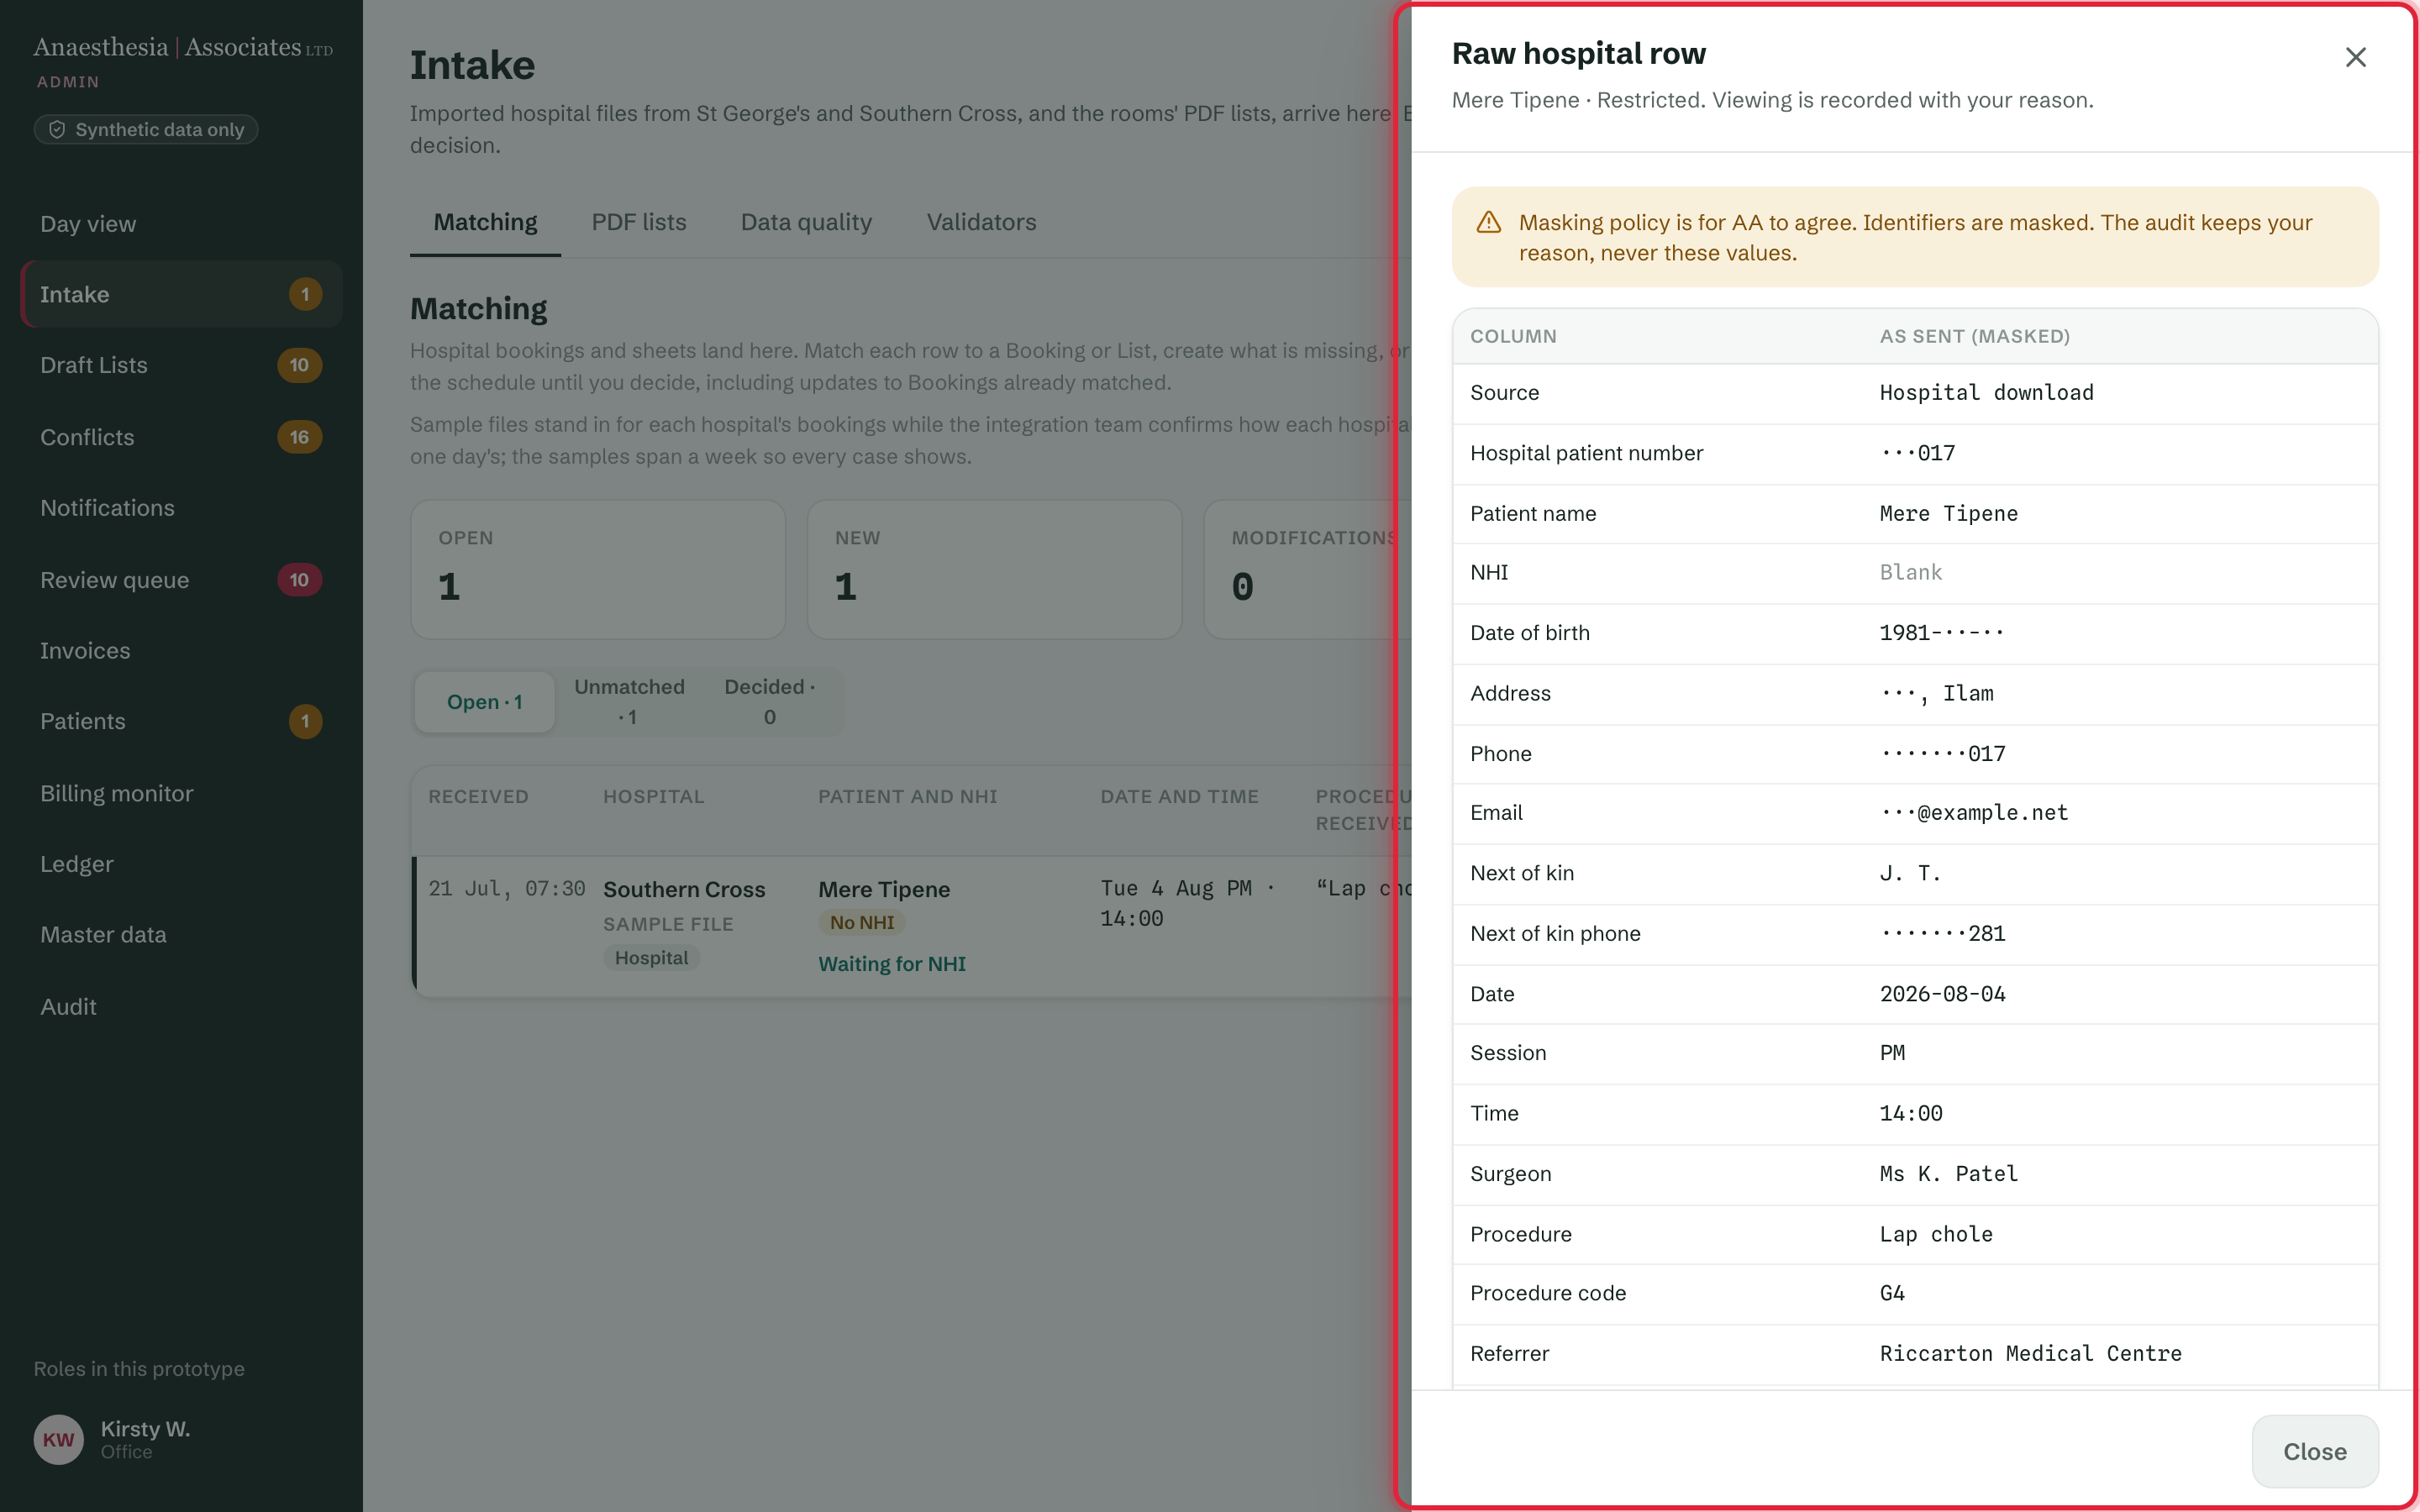 Anaesthesia | Associates LTD
ADMIN
Synthetic data only
Day view
Intake 1
Draft Lists 10
Conflicts 16
Notifications
Review queue 10
Invoices
Patients 1
Billing monitor
Ledger
Master data
Audit
Roles in this prototype
KW
Kirsty W.
Office
Intake
Imported hospital files from St George's and Southern Cross, and the rooms' PDF lists, arrive here.
decision.
Matching PDF lists Data quality Validators
Matching
Hospital bookings and sheets land here. Match each row to a Booking or List, create what is missing, or
the schedule until you decide, including updates to Bookings already matched.
Sample files stand in for each hospital's bookings while the integration team confirms how each
one day's; the samples span a week so every case shows.
OPEN
1
NEW
1
MODIFICATIONS
0
Open · 1
Unmatched
· 1
Decided ·
0
RECEIVED HOSPITAL PATIENT AND NHI DATE AND TIME
RECEIVED
21 Jul, 07:30
Southern Cross
SAMPLE FILE
Hospital
Mere Tipene
No NHI
Waiting for NHI
Tue 4 Aug PM ·
14:00
“Lap
Raw hospital row
Mere Tipene · Restricted. Viewing is recorded with your reason.
Masking policy is for AA to agree. Identifiers are masked. The audit keeps your
reason, never these values.
COLUMN AS SENT (MASKED)
Source Hospital download
Hospital patient number ···017
Patient name Mere Tipene
NHI Blank
Date of birth 1981-··-··
Address ···, Ilam
Phone ·······017
Email ···@example.net
Next of kin J. T.
Next of kin phone ·······281
Date 2026-08-04
Session PM
Time 14:00
Surgeon Ms K. Patel
Procedure Lap chole
Procedure code G4
Referrer Riccarton Medical Centre
Close